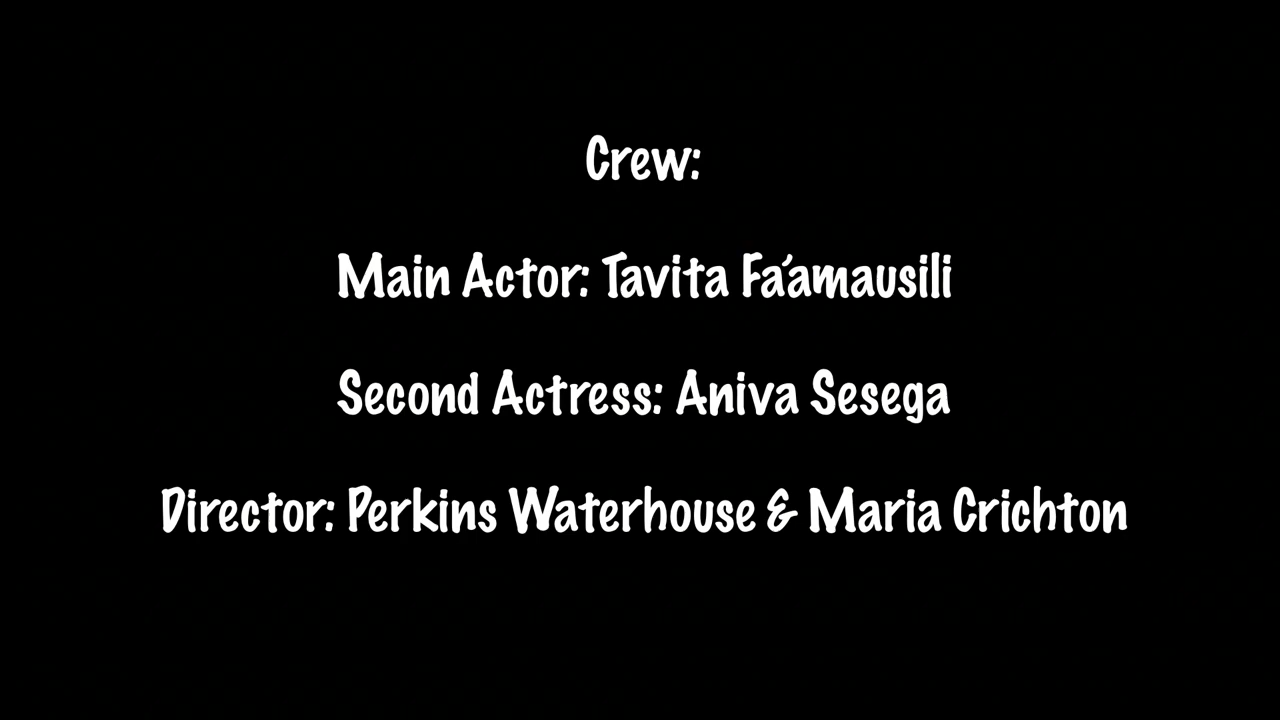 Crew:
Main Actor: Tavita Fa'amausili
Second Actress: Aniva Sesega
Director: Perkins Waterhouse & Maria Crichton